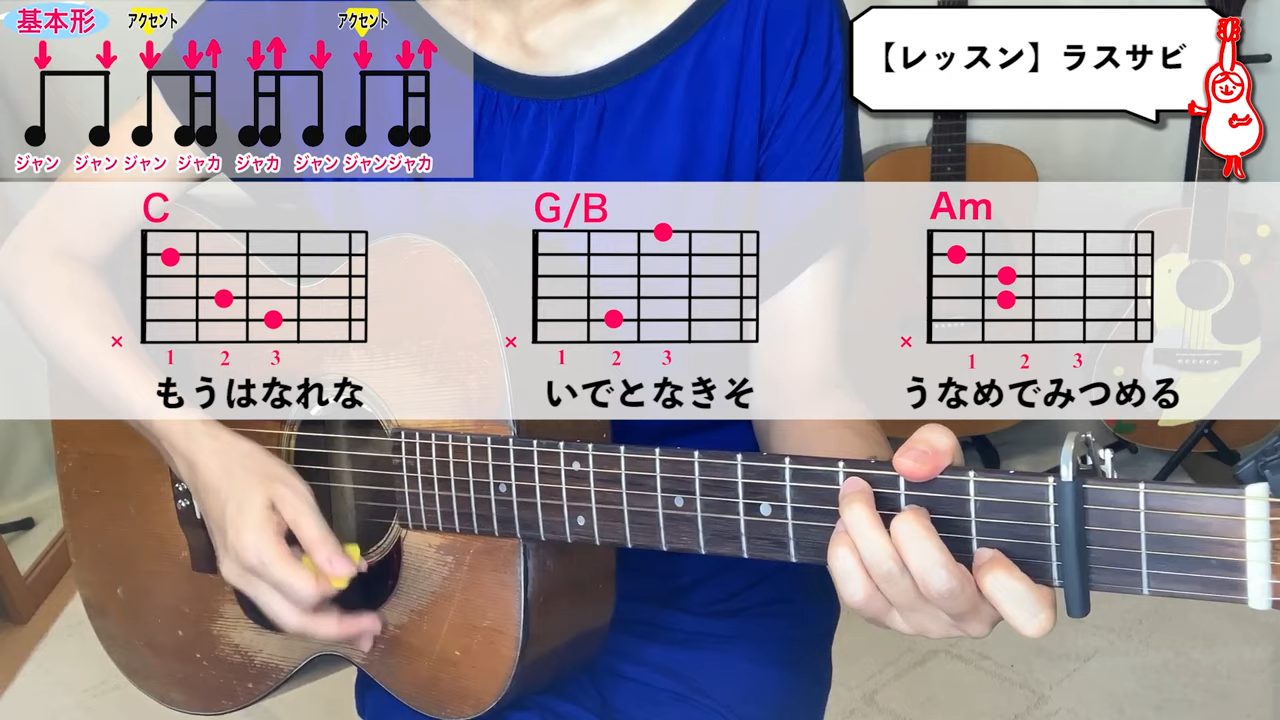 基本形
アクセント アクセント
ジャン ジャン ジャン ジャカ ジャカ ジャン ジャン ジャカ
【レッスン】ラスサビ
C G/B Am
× × ×
1 2 3 1 2 3 1 2 3
もうはなれな いでとなきそ うなめでみつめる